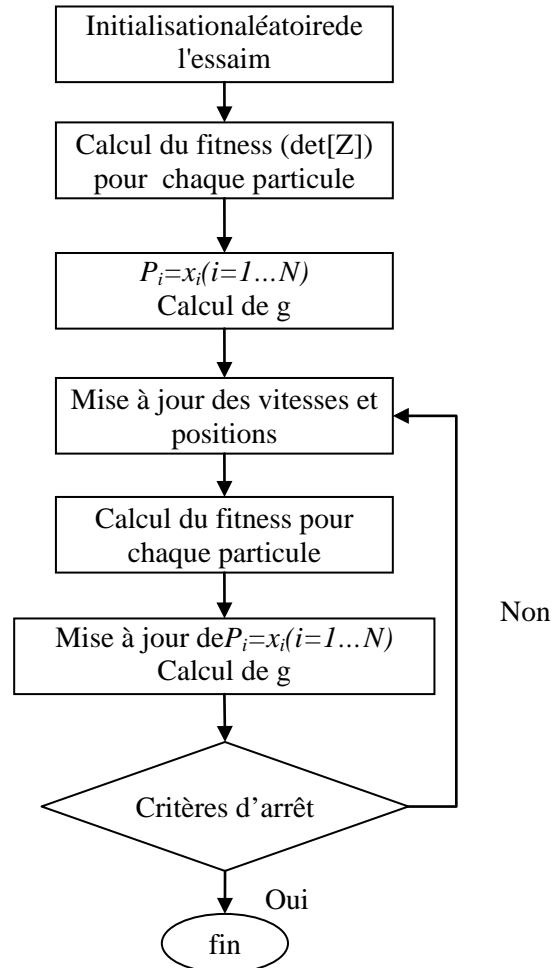 Initialisationaléatoirede
l'essaim
Calcul du fitness (det[Z])
pour chaque particule
Pᵢ=xᵢ(i=1…N)
Calcul de g
Mise à jour des vitesses et
positions
Calcul du fitness pour
chaque particule
Non
Mise à jour dePᵢ=xᵢ(i=1…N)
Calcul de g
Critères d’arrêt
Oui
fin